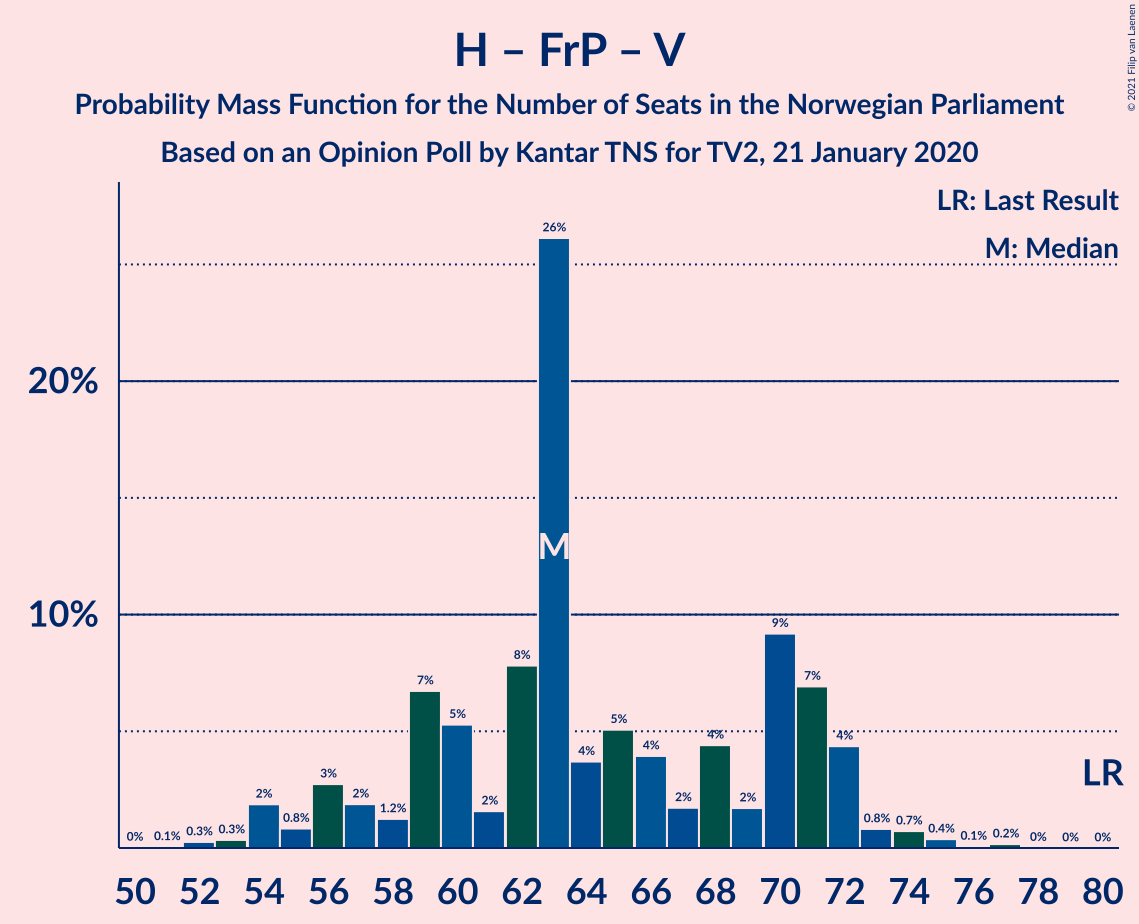 © 2021 Filip van Laenen
H – FrP – V
Probability Mass Function for the Number of Seats in the Norwegian Parliament
Based on an Opinion Poll by Kantar TNS for TV2, 21 January 2020
LR: Last Result
M: Median
20%
10%
0% 0.1% 0.3% 0.3% 2% 0.8% 3% 2% 1.2% 7% 5% 2% 8% 26% 4% 5% 4% 2% 4% 2% 9% 7% 4% 0.8% 0.7% 0.4% 0.1% 0.2% 0% 0% 0%
M
LR
50 52 54 56 58 60 62 64 66 68 70 72 74 76 78 80